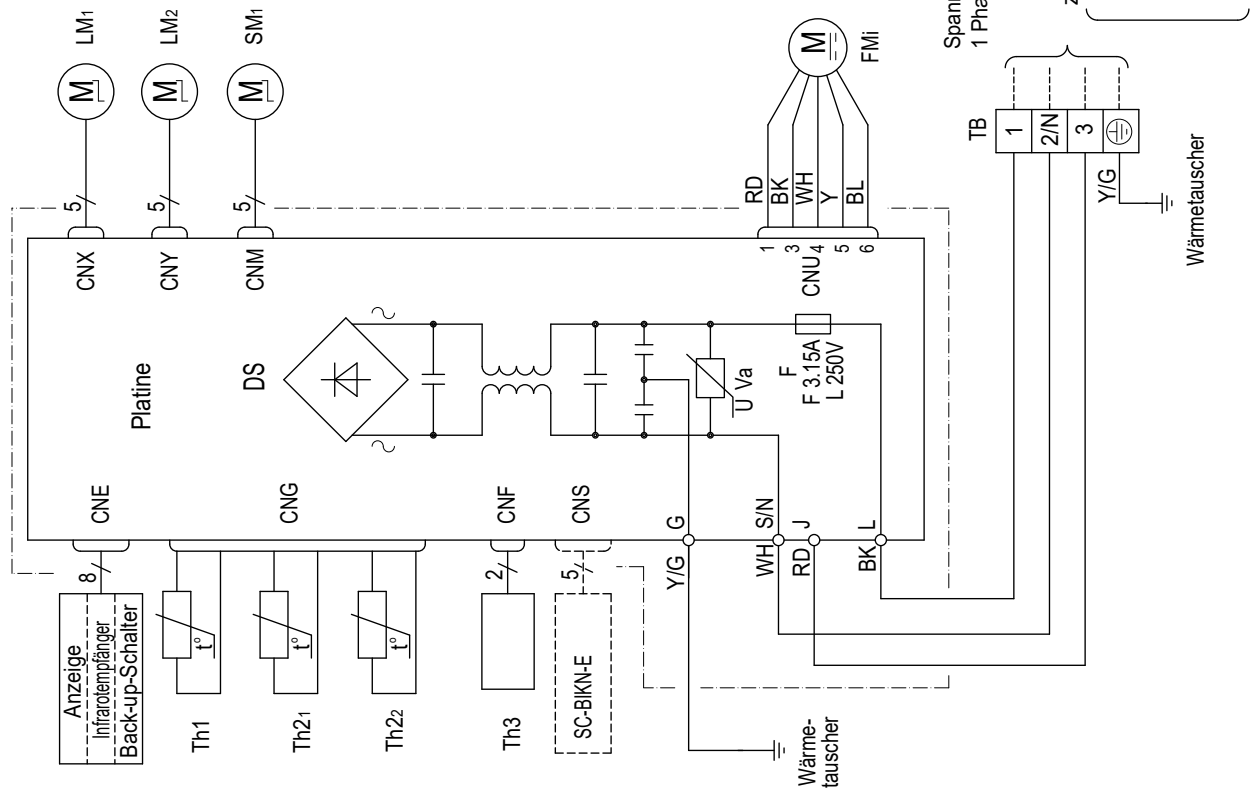 LM1
LM2
SM1
M
M
M
M
FMi
5
5
5
CNX
CNY
CNM
RD
BK
WH
Y
BL
1
3
4
5
6
CNU
Platine
DS
~
~
U Va
F
F 3.15A
L 250V
CNE
CNG
CNF
CNS
G
S/N
J
L
Y/G
WH
RD
BK
8
2
5
Anzeige
Infrarotempfänger
Back-up-Schalter
t°
t°
t°
Th1
Th21
Th22
Th3
SC-BIKN-E
Wärme-
tauscher
TB
1
2/N
3
Y/G
Wärmetauscher
1 Pha